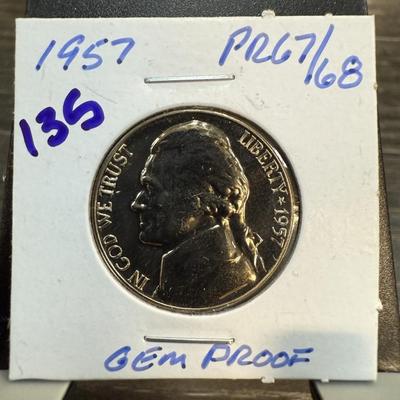 1957 PR67/68
135
IN GOD WE TRUST
LIBERTY ★ 1957
GEM PROOF